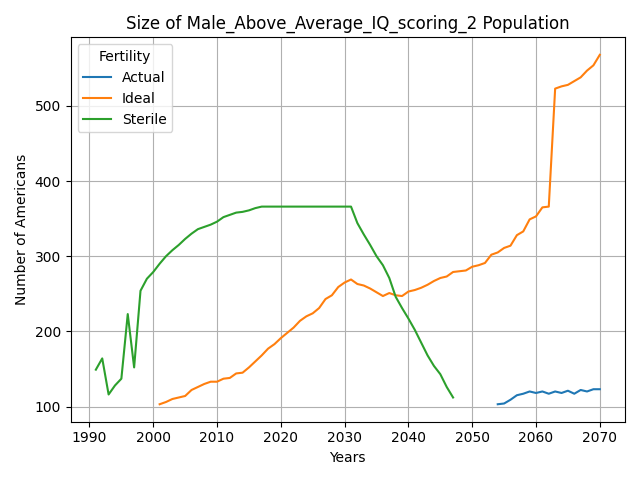 Size of Male_Above_Average_IQ_scoring_2 Population
Fertility
Actual
Ideal
Sterile
Number of Americans
500
400
300
200
100
1990 2000 2010 2020 2030 2040 2050 2060 2070
Years